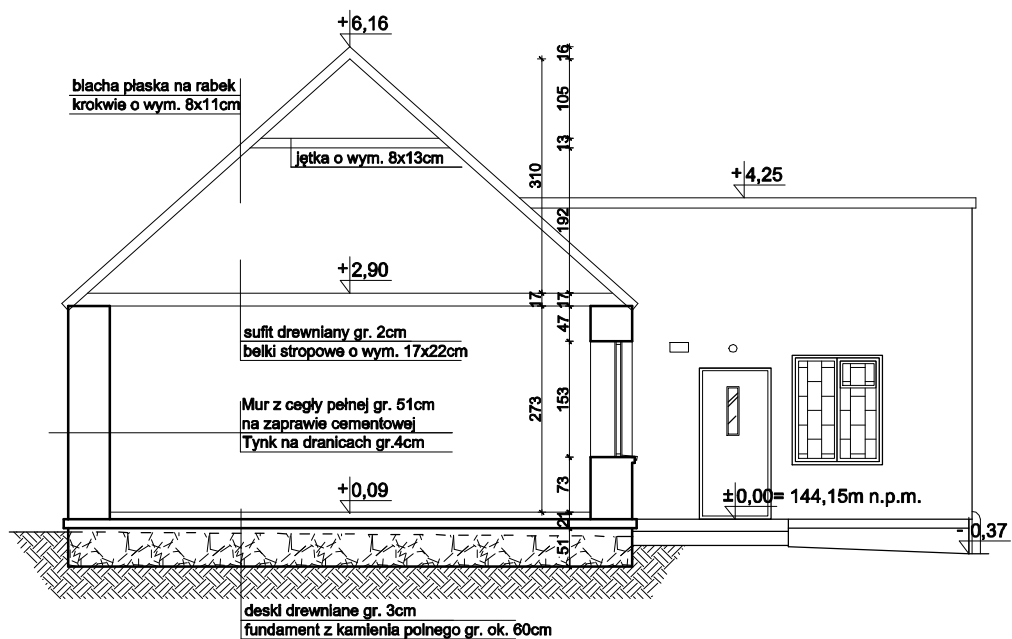 +6,16
blacha płaska na rabek
krokwie o wym. 8x11cm
16
105
13
310
192
jętka o wym. 8x13cm
+4,25
+2,90
17
17
47
sufit drewniany gr. 2cm
belki stropowe o wym. 17x22cm
Mur z cegły pełnej gr. 51cm
na zaprawie cementowej
Tynk na dranicach gr.4cm
273
153
73
+0,09
±0,00= 144,15m n.p.m.
21
51
- 0,37
deski drewniane gr. 3cm
fundament z kamienia polnego gr. ok. 60cm